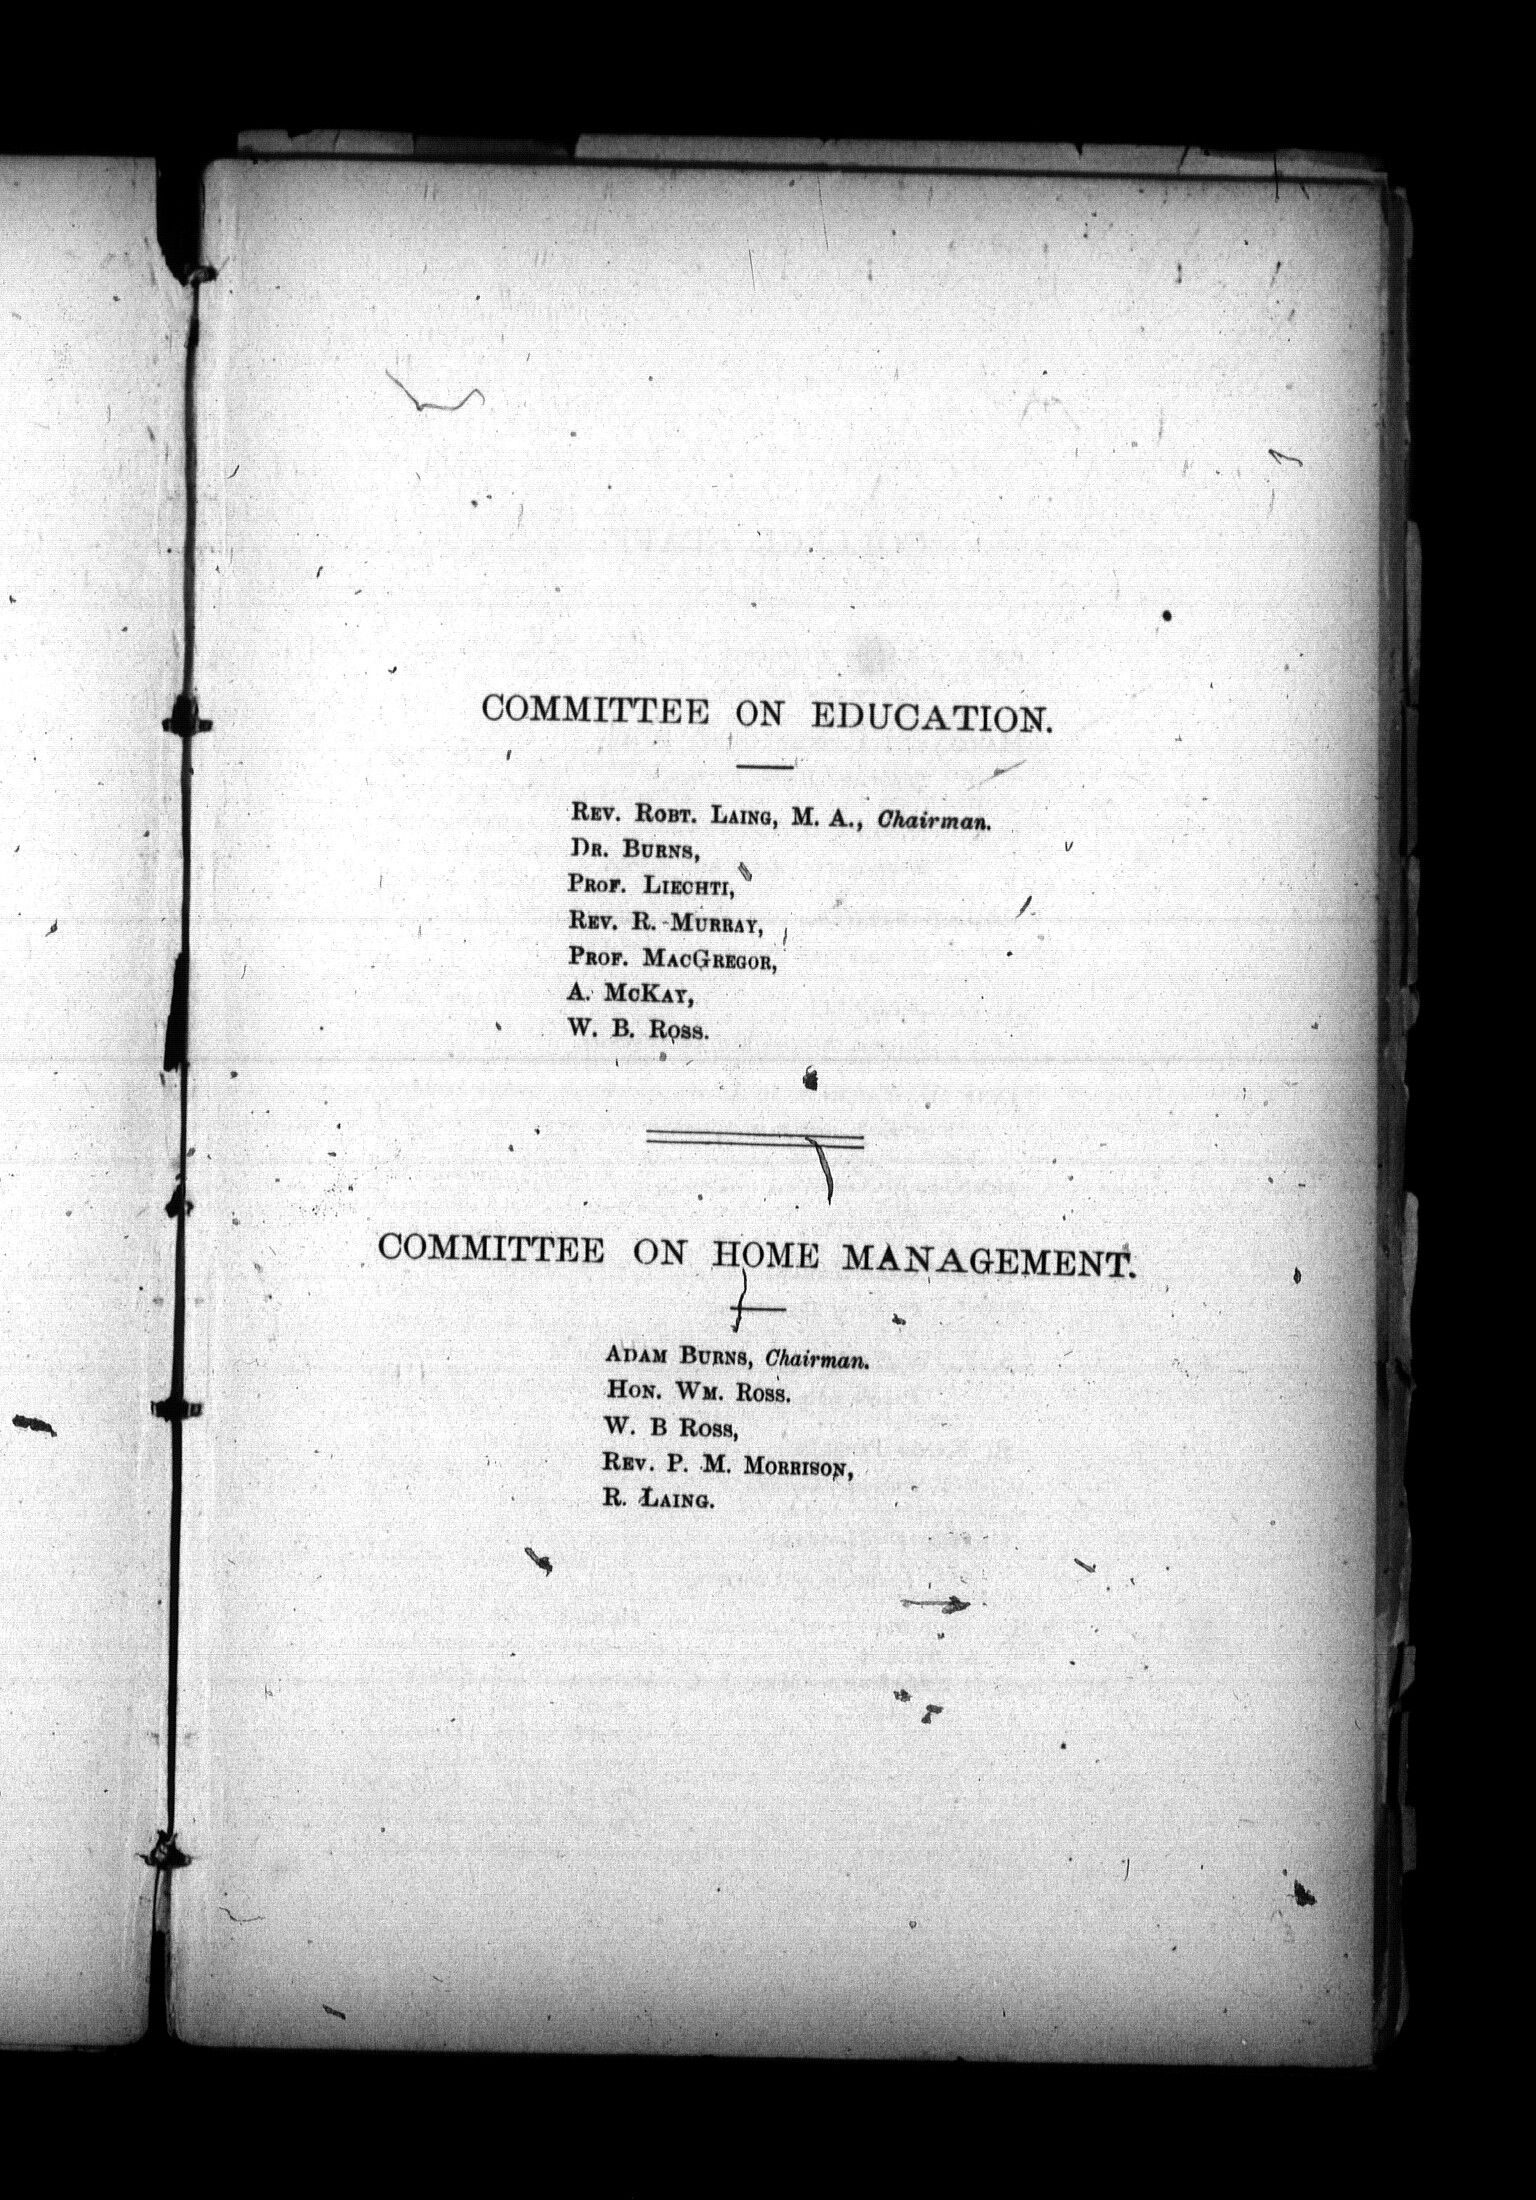 COMMITTEE ON EDUCATION.
REV. ROBT. LAING, M. A., Chairman.
DR. BURNS,
PROF. LIECHTI,
REV. R. MURRAY,
PROF. MACGREGOR,
A. MCKAY,
W. B. ROSS.
COMMITTEE ON HOME MANAGEMENT.
ADAM BURNS, Chairman.
HON. WM. ROSS.
W. B ROSS,
REV. P. M. MORRISON,
R. LAING.